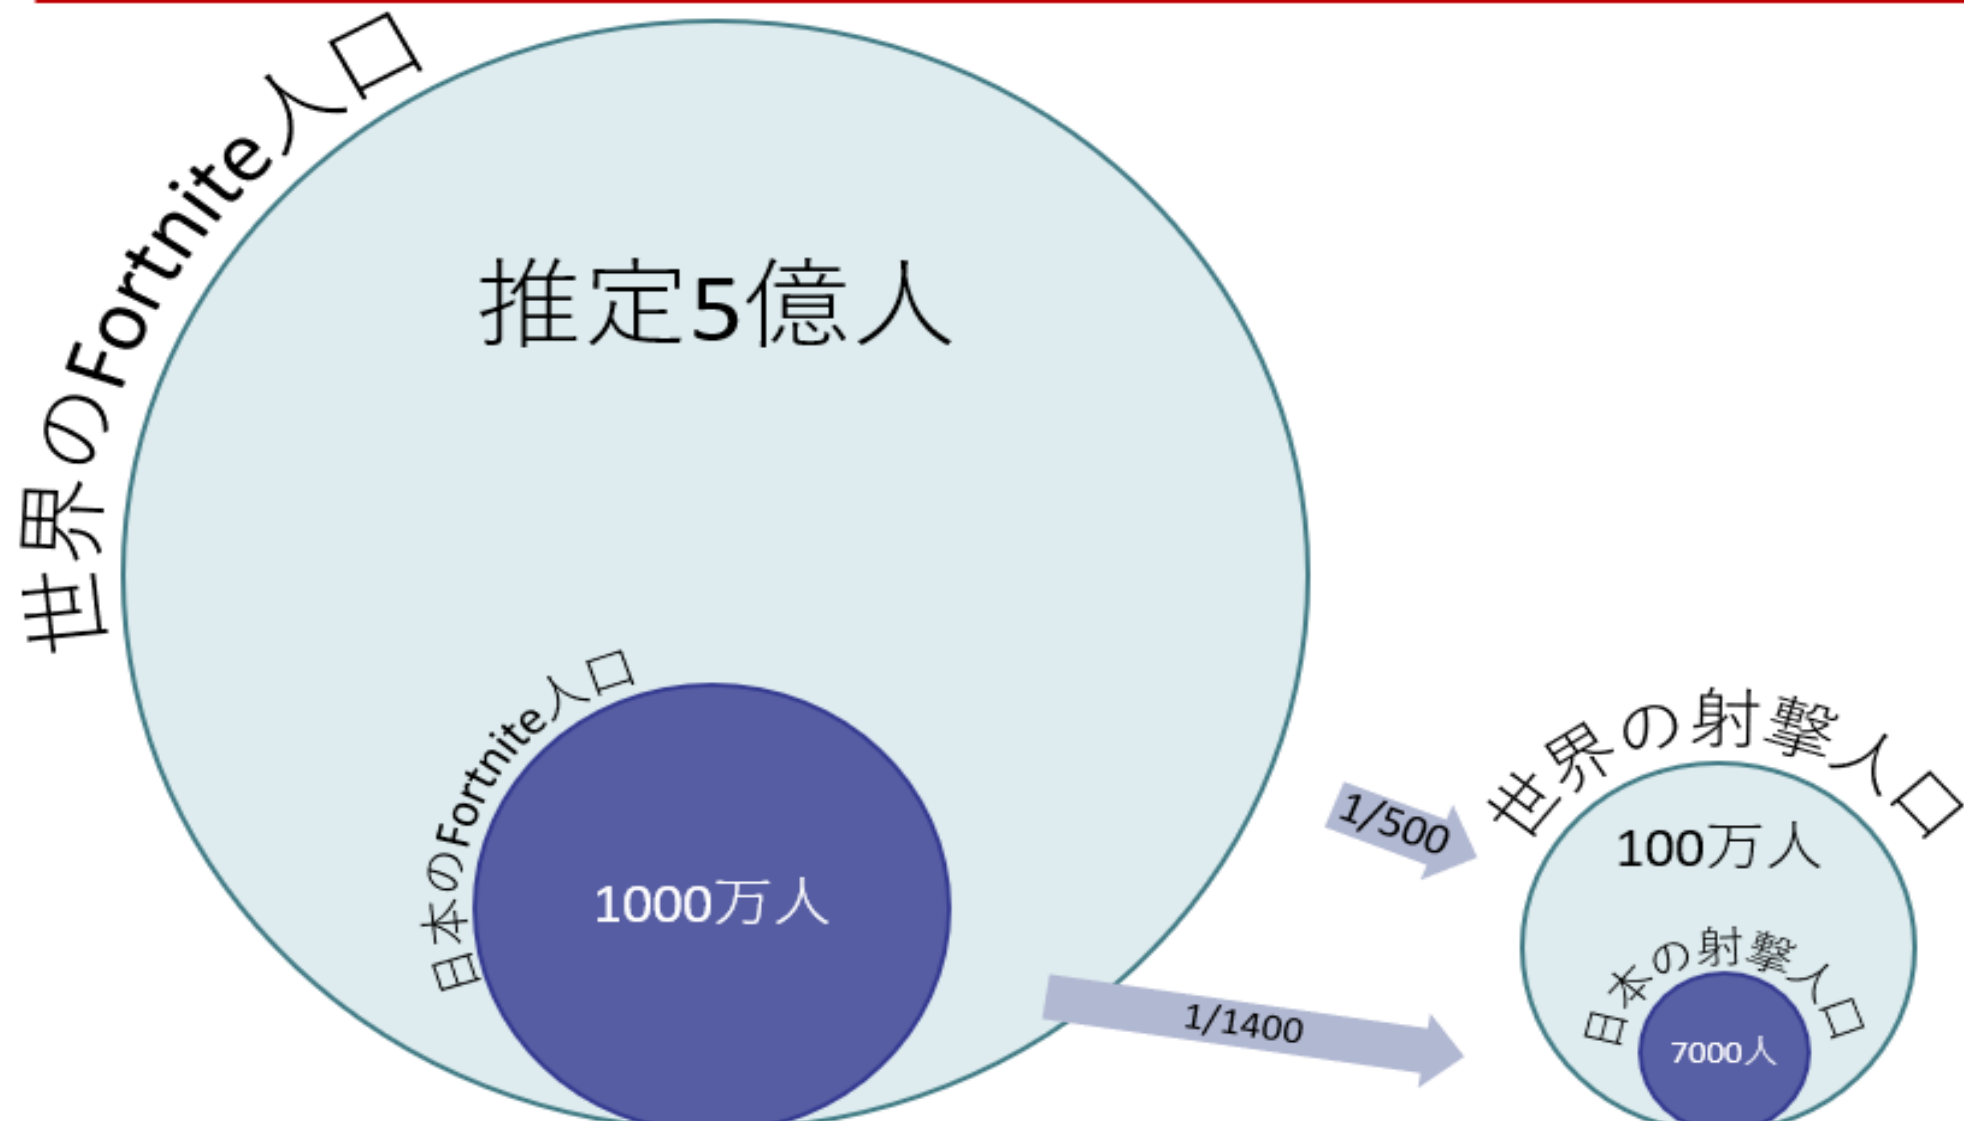 世界のFortnite人口
推定5億人
日本のFortnite人口
1000万人
1/500
1/1400
世界の射撃人口
100万人
日本の射撃人口
7000人